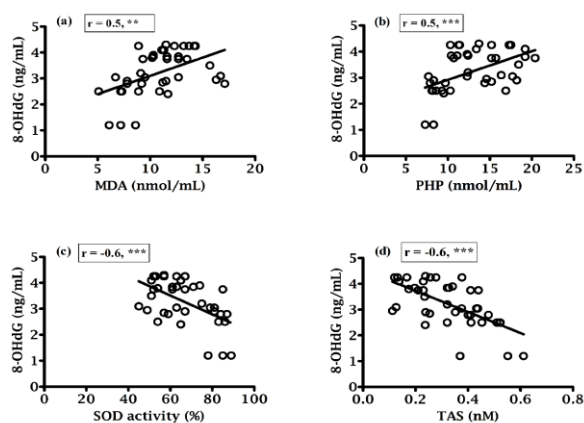 (a)
r = 0.5, **
8-OHdG (ng/mL)
5
4
3
2
1
0
0 5 10 15 20
MDA (nmol/mL)
(b)
r = 0.5, ***
8-OHdG (ng/mL)
5
4
3
2
1
0
0 5 10 15 20 25
PHP (nmol/mL)
(c)
r = -0.6, ***
8-OHdG (ng/mL)
5
4
3
2
1
0
0 20 40 60 80 100
SOD activity (%)
(d)
r = -0.6, ***
8-OHdG (ng/mL)
5
4
3
2
1
0
0.0 0.2 0.4 0.6 0.8
TAS (nM)